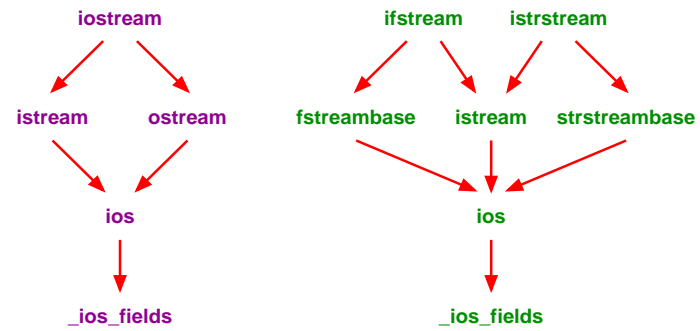 iostream
istream ostream
ios
_ios_fields
ifstream istrstream
fstreambase istream strstreambase
ios
_ios_fields